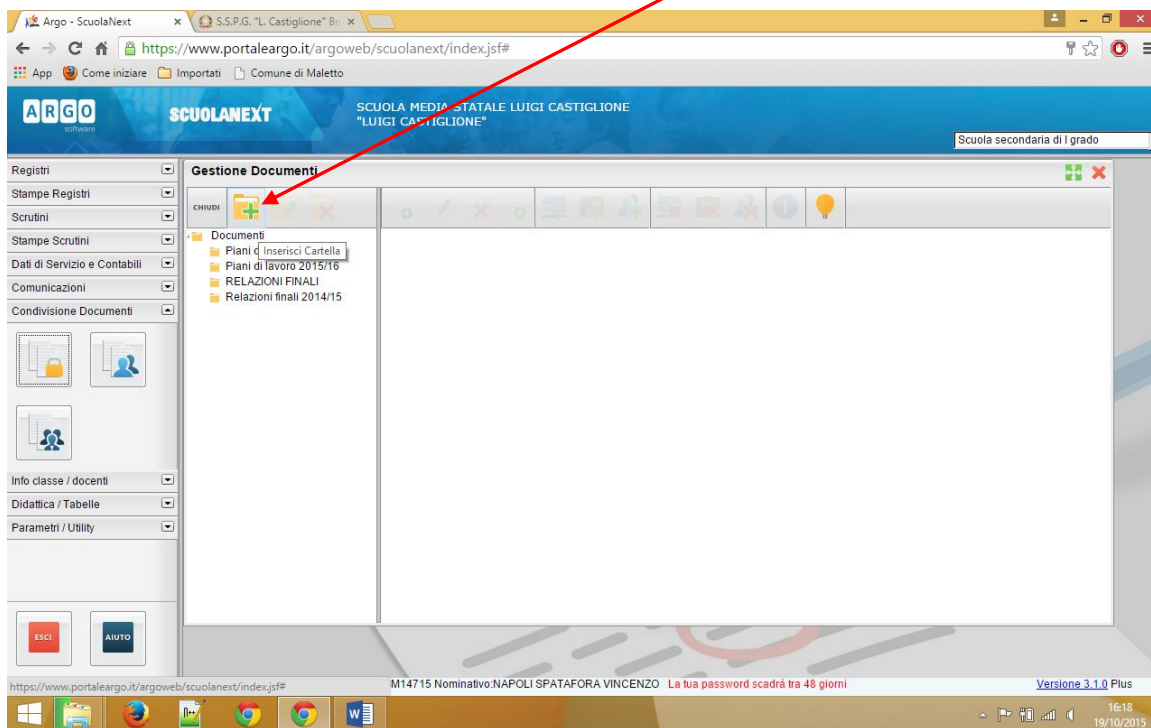 Argo - ScuolaNext
S.S.P.G. "L. Castiglione" Br
https://www.portaleargo.it/argoweb/scuolanext/index.jsf#
App
Come iniziare
Importati
Comune di Maletto
ARGO
software
SCUOLANEXT
SCUOLA MEDIA STATALE LUIGI CASTIGLIONE
"LUIGI CASTIGLIONE"
Scuola secondaria di I grado
Registri
Stampe Registri
Scrutini
Stampe Scrutini
Dati di Servizio e Contabili
Comunicazioni
Condivisione Documenti
Info classe / docenti
Didattica / Tabelle
Parametri / Utility
ESCI
AIUTO
Gestione Documenti
CHIUDI
Documenti
Piani
Inserisci Cartella
Piani di lavoro 2015/16
RELAZIONI FINALI
Relazioni finali 2014/15
https://www.portaleargo.it/argoweb/scuolanext/index.jsf#
M14715 Nominativo:NAPOLI SPATAFORA VINCENZO La tua password scadrà tra 48 giorni
Versione 3.1.0 Plus
16:18
19/10/2015